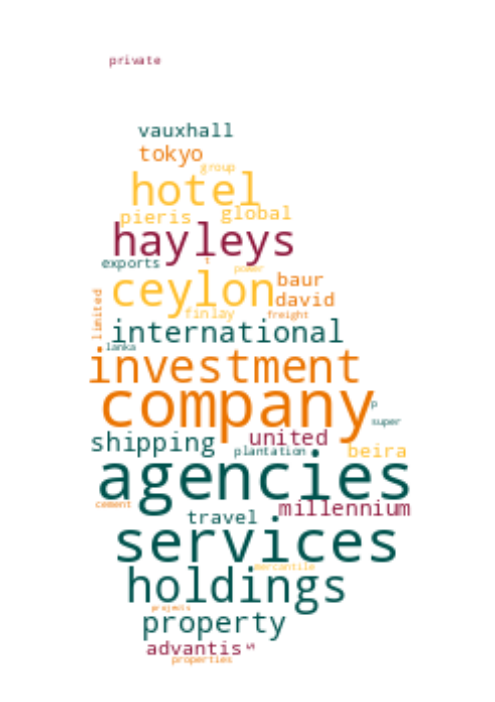 private
vauxhall
tokyo
group
hotel
pieris global
hayleys
exports
power
ceylon baur
david
limited
finlay freight
international
lanka
investment
company
p
super
shipping united
plantation beira
agencies
cement
travel millennium
services
mercantile
holdings
projects
property
advantis
properties